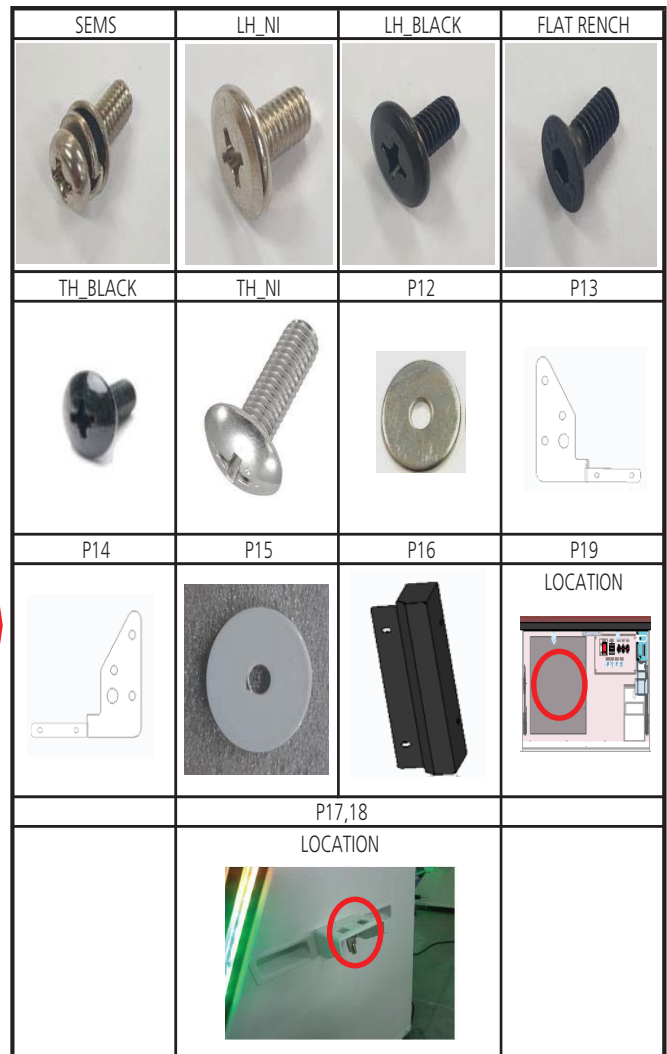 SEMS LH_NI LH_BLACK FLAT RENCH
TH_BLACK TH_NI P12 P13
P14 P15 P16 P19
LOCATION
P17,18
LOCATION